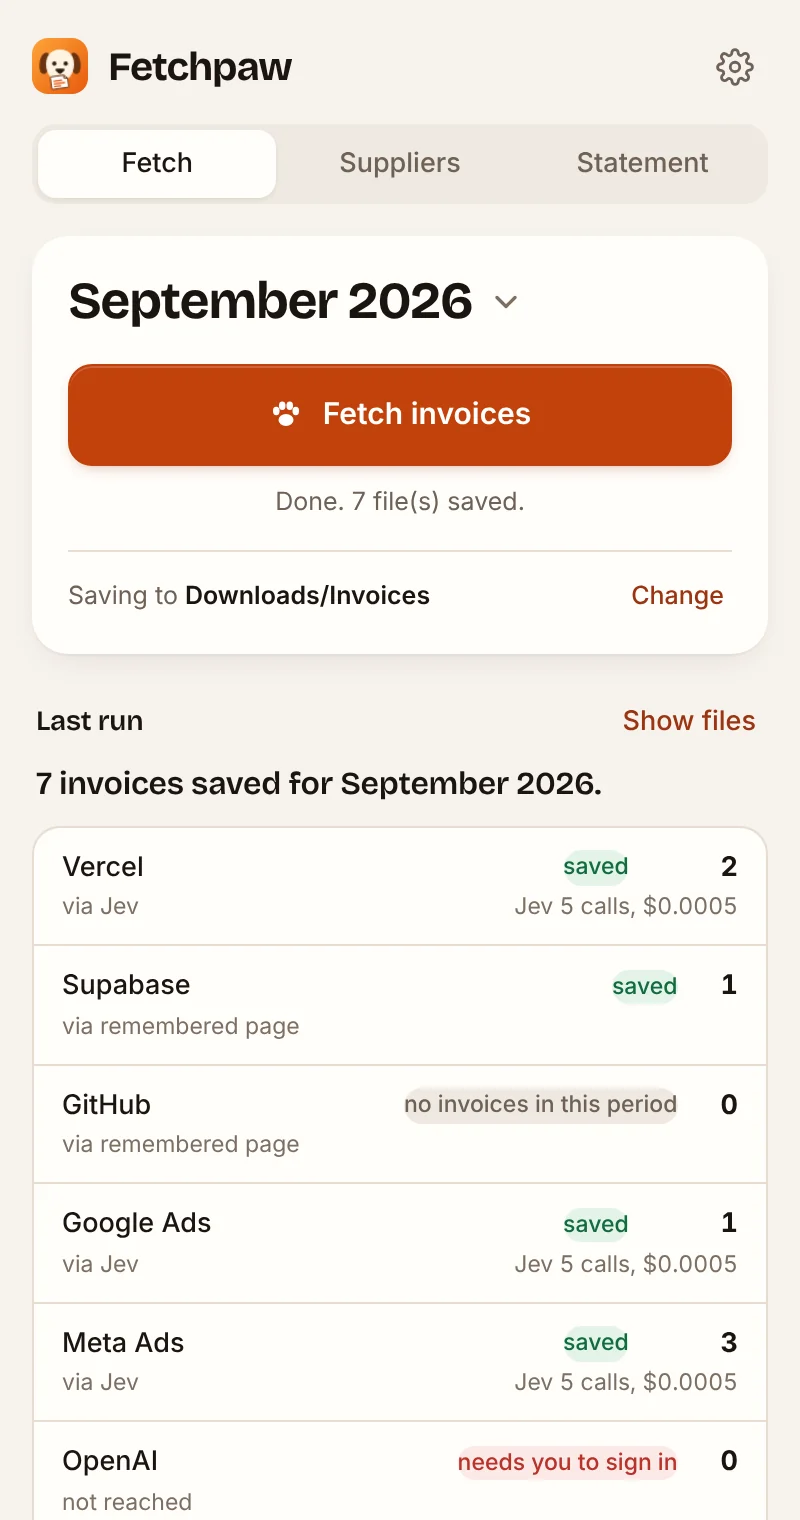 Fetchpaw
Fetch
Suppliers
Statement
September 2026
Fetch invoices
Done. 7 file(s) saved.
Saving to Downloads/Invoices
Change
Last run
Show files
7 invoices saved for September 2026.
Vercel
saved
2
via Jev
Jev 5 calls, $0.0005
Supabase
saved
1
via remembered page
GitHub
no invoices in this period
0
via remembered page
Google Ads
saved
1
via Jev
Jev 5 calls, $0.0005
Meta Ads
saved
3
via Jev
Jev 5 calls, $0.0005
OpenAI
needs you to sign in
0
not reached